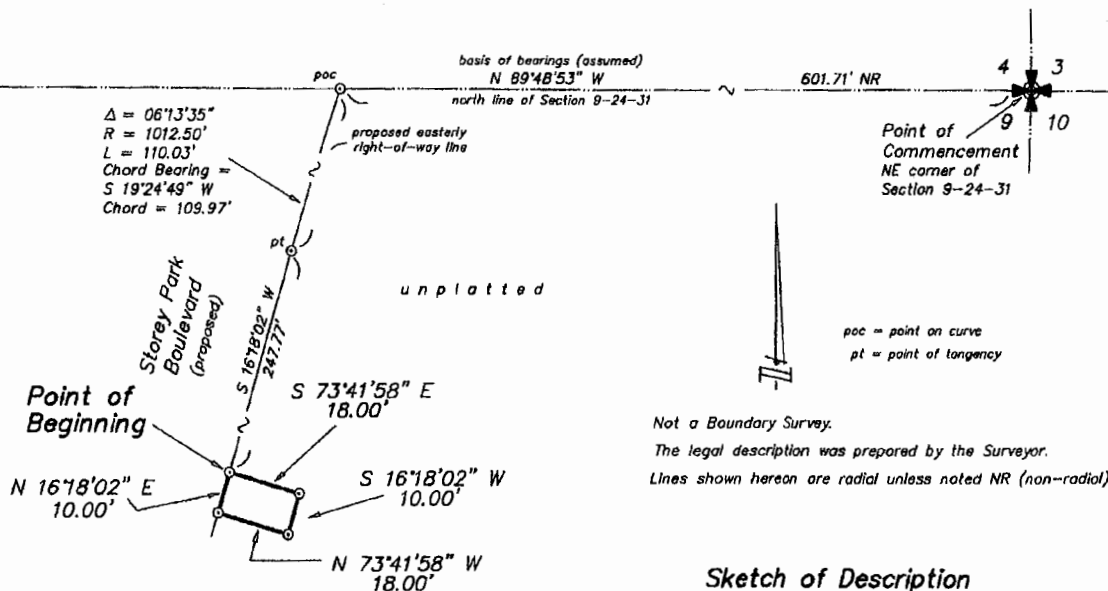 basis of bearings (assumed)
N 89°48'53" W
601.71' NR
north line of Section 9-24-31
poc
4 3
9 10
Point of
Commencement
NE corner of
Section 9-24-31
Δ = 06°13'35"
R = 1012.50'
L = 110.03'
Chord Bearing =
S 19°24'49" W
Chord = 109.97'
proposed easterly
right-of-way line
pt
unplatted
Storey Park
Boulevard
(proposed)
S 16°18'02" W
247.77'
poc = point on curve
pt = point of tangency
Point of
Beginning
S 73°41'58" E
18.00'
N 16°18'02" E
10.00'
S 16°18'02" W
10.00'
N 73°41'58" W
18.00'
Not a Boundary Survey.
The legal description was prepared by the Surveyor.
Lines shown hereon are radial unless noted NR (non-radial)
Sketch of Description